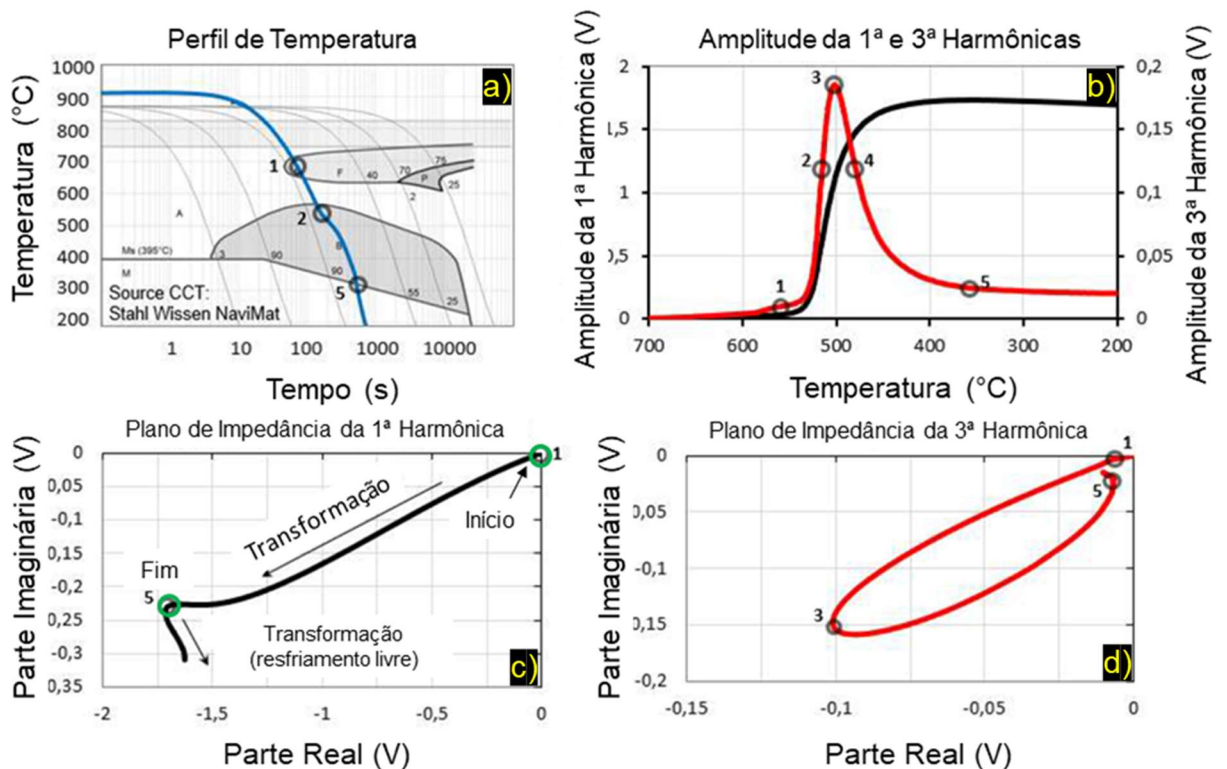 Perfil de Temperatura
a)
Temperatura (°C)
1000
900
800
700
600
500
400
300
200
1
2
5
F
40
70
75
P
25
2
A
Ms (395°C)
3
90
B
90
55
25
M
Source CCT:
Stahl Wissen NaviMat
1
10
100
1000
10000
Tempo (s)
Amplitude da 1ª e 3ª Harmônicas
b)
Amplitude da 1ª Harmônica (V)
2
1,5
1
0,5
0
Amplitude da 3ª Harmônica (V)
0,2
0,15
0,1
0,05
0
1
2
3
4
5
700
600
500
400
300
200
Temperatura (°C)
Plano de Impedância da 1ª Harmônica
c)
Parte Imaginária (V)
0
0,05
-0,1
0,15
-0,2
0,25
-0,3
0,35
1
Início
Transformação
Fim
5
Transformação
(resfriamento livre)
-2
-1,5
-1
-0,5
0
Parte Real (V)
Plano de Impedância da 3ª Harmônica
d)
Parte Imaginária (V)
0
0,05
-0,1
0,15
-0,2
1
5
3
-0,15
-0,1
-0,05
0
Parte Real (V)